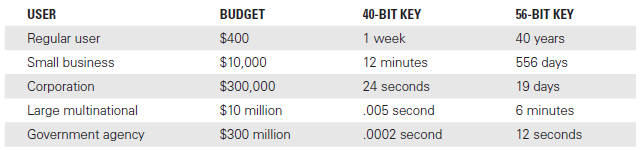 USER BUDGET 40-BIT KEY 56-BIT KEY
Regular user $400 1 week 40 years
Small business $10,000 12 minutes 556 days
Corporation $300,000 24 seconds 19 days
Large multinational $10 million .005 second 6 minutes
Government agency $300 million .0002 second 12 seconds